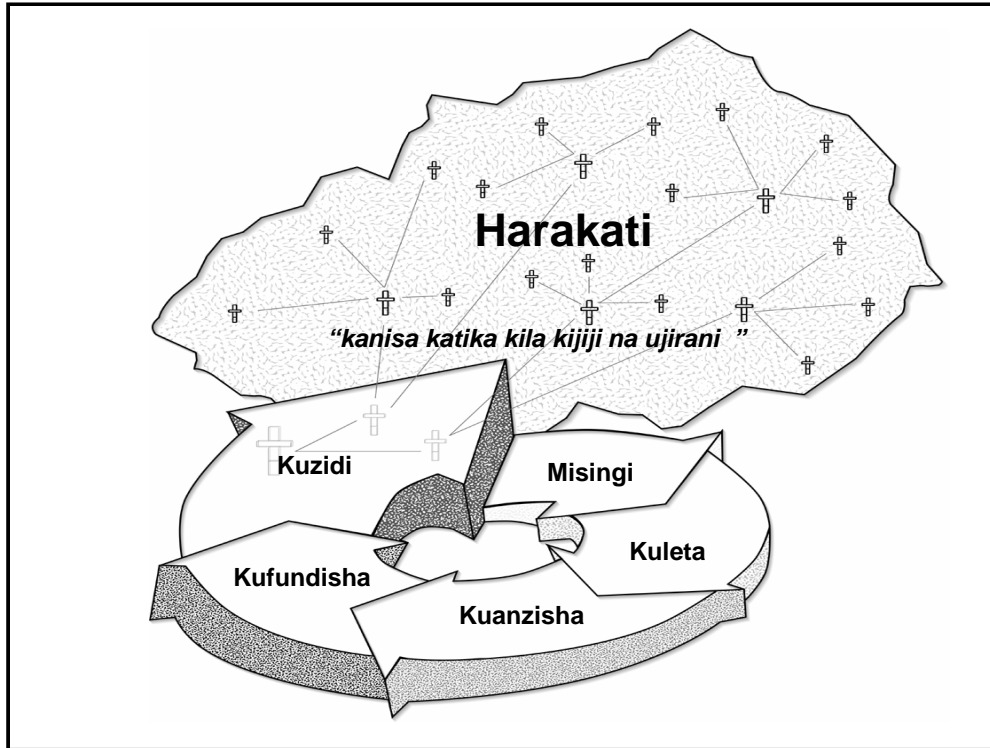 Harakati
“kanisa katika kila kijiji na ujirani ”
Kuzidi
Misingi
Kuleta
Kufundisha
Kuanzisha